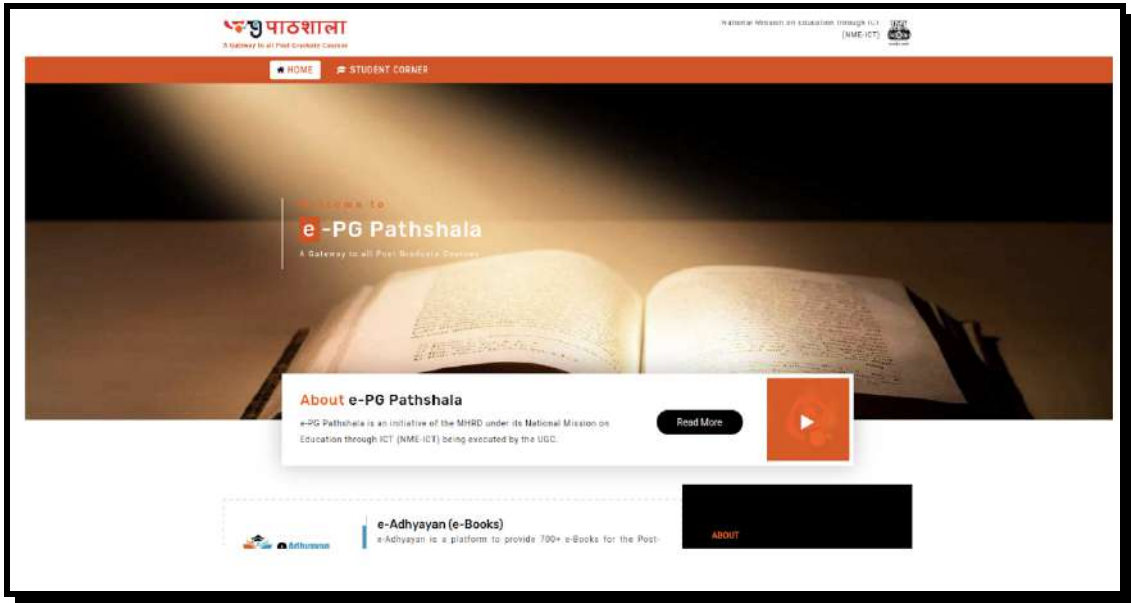 पाठशाला
A Gateway to all Post Graduate Courses
National Mission on Education through ICT
(NME-ICT)
HOME
STUDENT CORNER
Welcome to
e -PG Pathshala
A Gateway to all Post Graduate Courses
About e-PG Pathshala
e-PG Pathshala is an initiative of the MHRD under its National Mission on
Education through ICT (NME-ICT) being executed by the UGC.
Read More
e-Adhyayan (e-Books)
e-Adhyayan is a platform to provide 700+ e-Books for the Post-
e Adhyayan
ABOUT